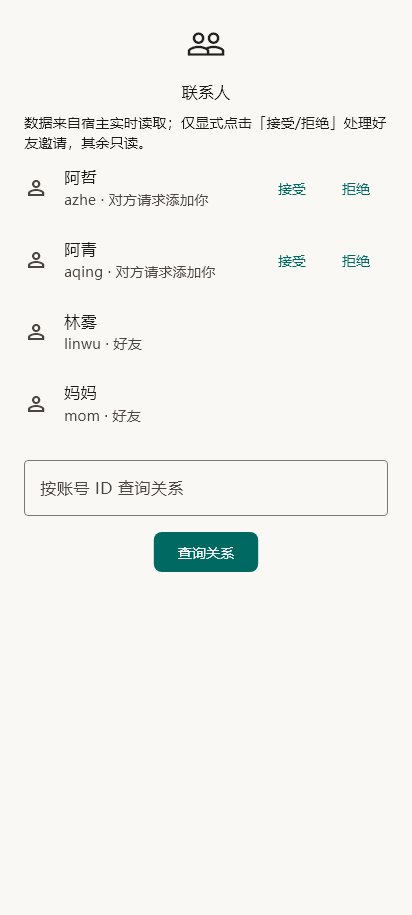 联系人
数据来自宿主实时读取；仅显式点击「接受/拒绝」处理好
友邀请，其余只读。
阿哲
azhe · 对方请求添加你
接受
拒绝
阿青
aqing · 对方请求添加你
接受
拒绝
林雾
linwu · 好友
妈妈
mom · 好友
按账号 ID 查询关系
查询关系